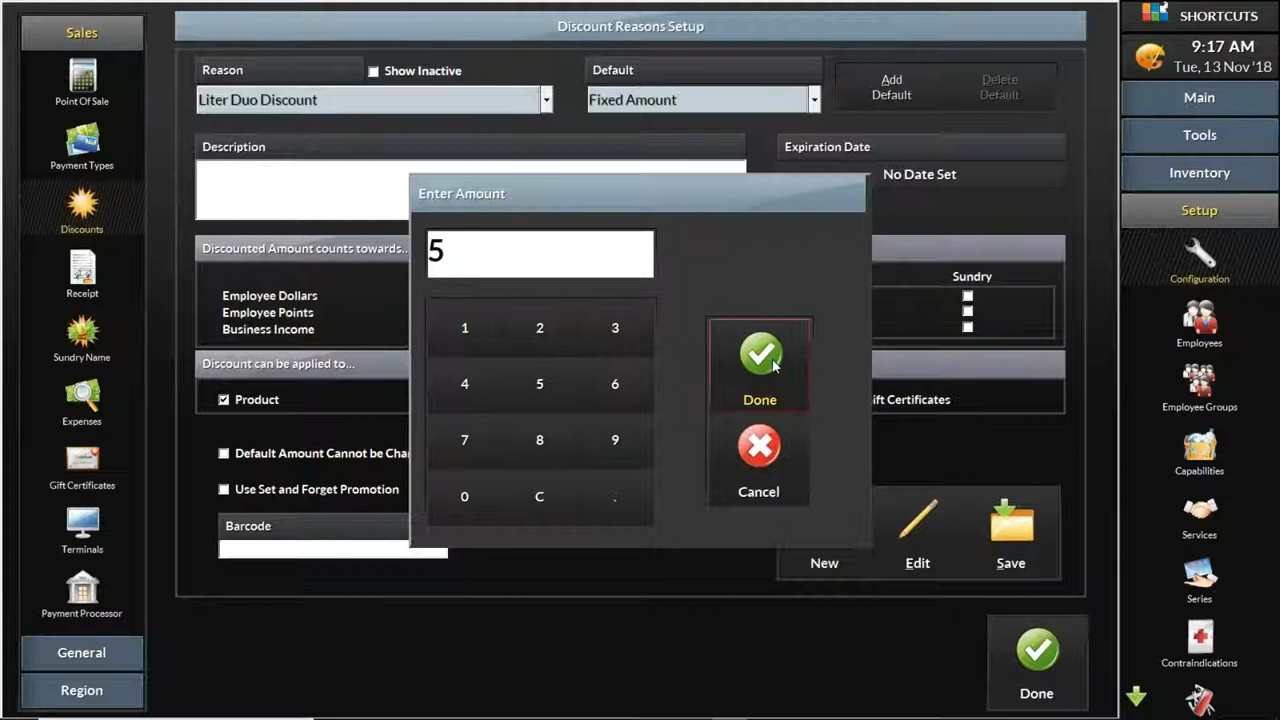 Sales
Point Of Sale
Payment Types
Discounts
Receipt
Sundry Name
Expenses
Gift Certificates
Terminals
Payment Processor
General
Region
Discount Reasons Setup
Reason
Show Inactive
Liter Duo Discount
Default
Fixed Amount
Add
Default
Delete
Default
Description
Expiration Date
No Date Set
Discounted Amount counts towards..
Employee Dollars
Employee Points
Business Income
Sundry
Discount can be applied to...
Product
Gift Certificates
Default Amount Cannot be Chan
Use Set and Forget Promotion
Barcode
New
Edit
Save
Done
Enter Amount
5
1 2 3
4 5 6
7 8 9
0 C .
Done
Cancel
SHORTCUTS
9:17 AM
Tue, 13 Nov '18
Main
Tools
Inventory
Setup
Configuration
Employees
Employee Groups
Capabilities
Services
Series
Contraindications